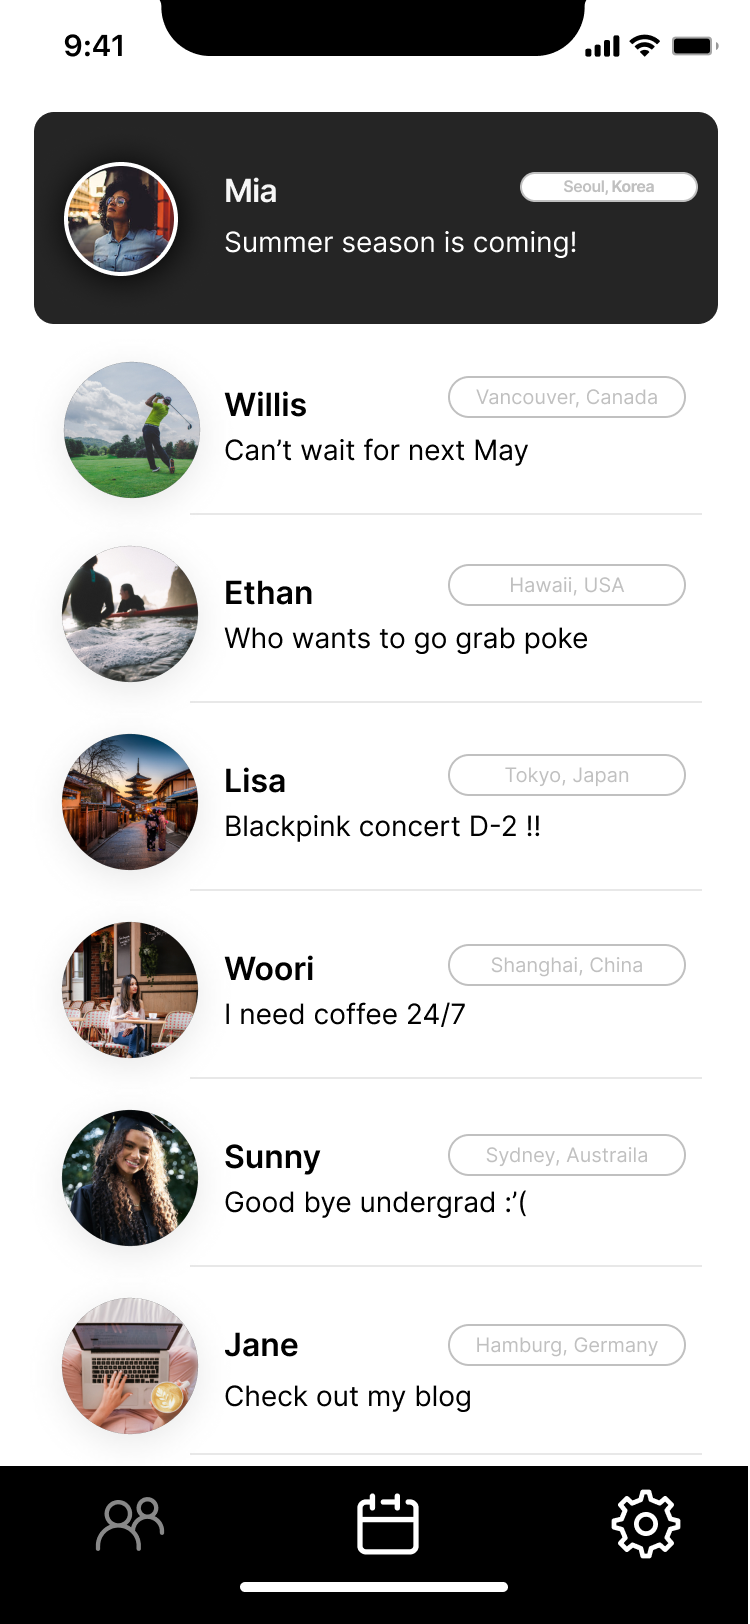 9:41
Mia
Seoul, Korea
Summer season is coming!
Willis
Vancouver, Canada
Can’t wait for next May
Ethan
Hawaii, USA
Who wants to go grab poke
Lisa
Tokyo, Japan
Blackpink concert D-2 !!
Woori
Shanghai, China
I need coffee 24/7
Sunny
Sydney, Austraila
Good bye undergrad :’(
Jane
Hamburg, Germany
Check out my blog